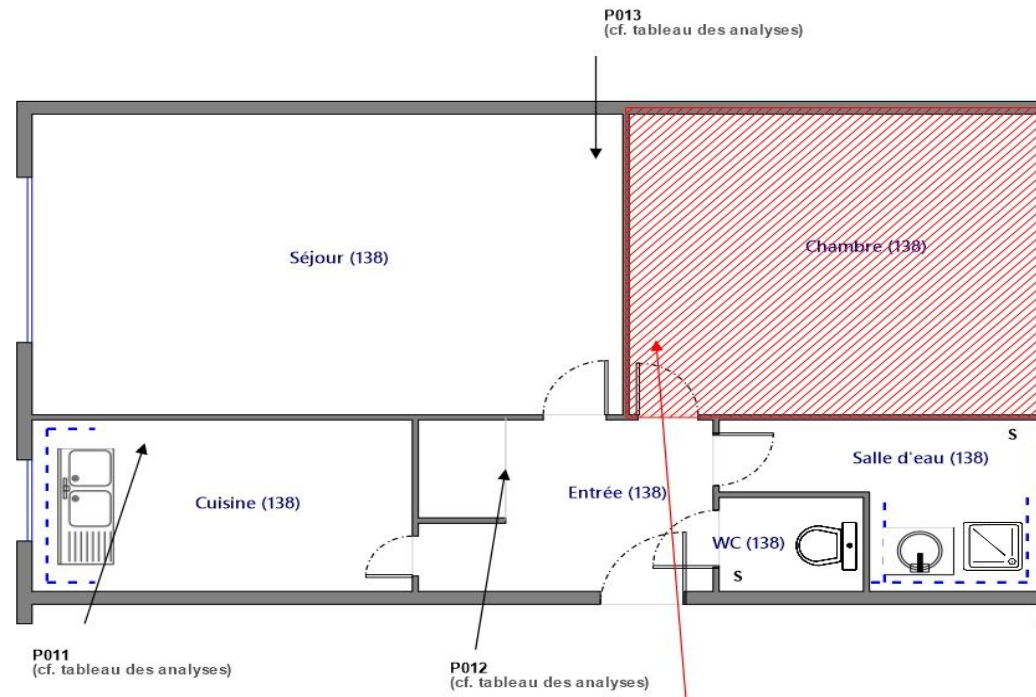 P013
(cf. tableau des analyses)
Séjour (138)
Chambre (138)
S
Salle d'eau (138)
Cuisine (138)
Entrée (138)
WC (138)
S
P011
(cf. tableau des analyses)
P012
(cf. tableau des analyses)